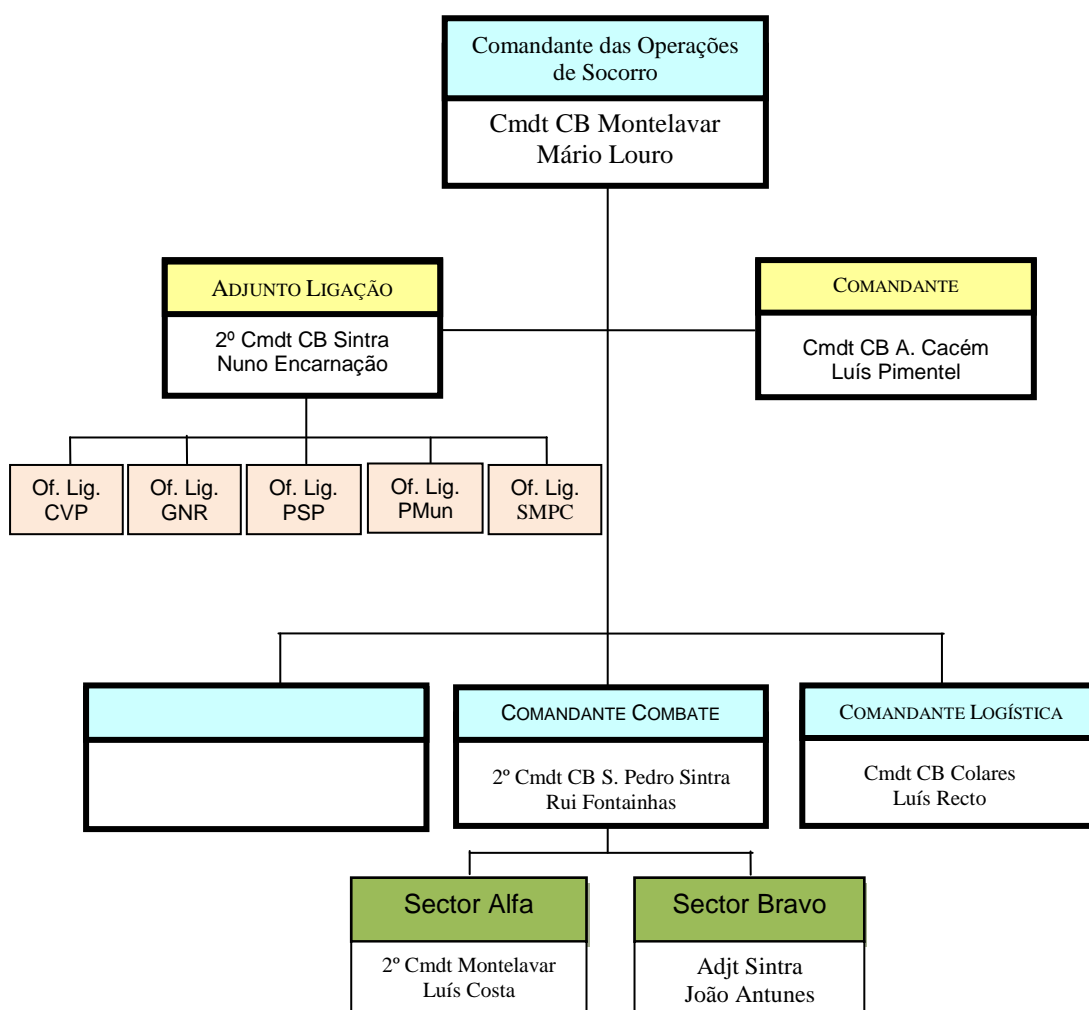 Comandante das Operações
de Socorro
Cmdt CB Montelavar
Mário Louro
ADJUNTO LIGAÇÃO
2º Cmdt CB Sintra
Nuno Encarnação
COMANDANTE
Cmdt CB A. Cacém
Luís Pimentel
Of. Lig.
CVP
Of. Lig.
GNR
Of. Lig.
PSP
Of. Lig.
PMun
Of. Lig.
SMPC
COMANDANTE COMBATE
2º Cmdt CB S. Pedro Sintra
Rui Fontainhas
COMANDANTE LOGÍSTICA
Cmdt CB Colares
Luís Recto
Sector Alfa
2º Cmdt Montelavar
Luís Costa
Sector Bravo
Adjt Sintra
João Antunes